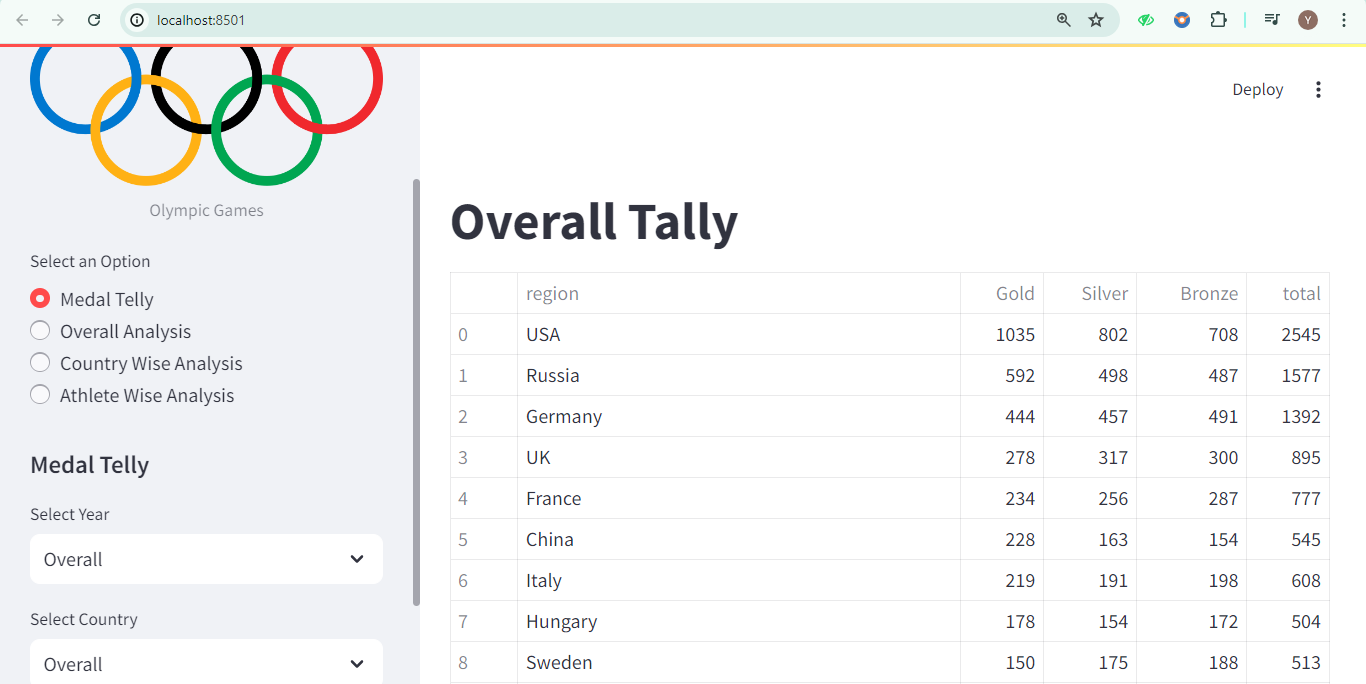 localhost:8501
Y
Olympic Games
Select an Option
Medal Telly
Overall Analysis
Country Wise Analysis
Athlete Wise Analysis
Medal Telly
Select Year
Overall
Select Country
Overall
Deploy
Overall Tally
region Gold Silver Bronze total
0 USA 1035 802 708 2545
1 Russia 592 498 487 1577
2 Germany 444 457 491 1392
3 UK 278 317 300 895
4 France 234 256 287 777
5 China 228 163 154 545
6 Italy 219 191 198 608
7 Hungary 178 154 172 504
8 Sweden 150 175 188 513